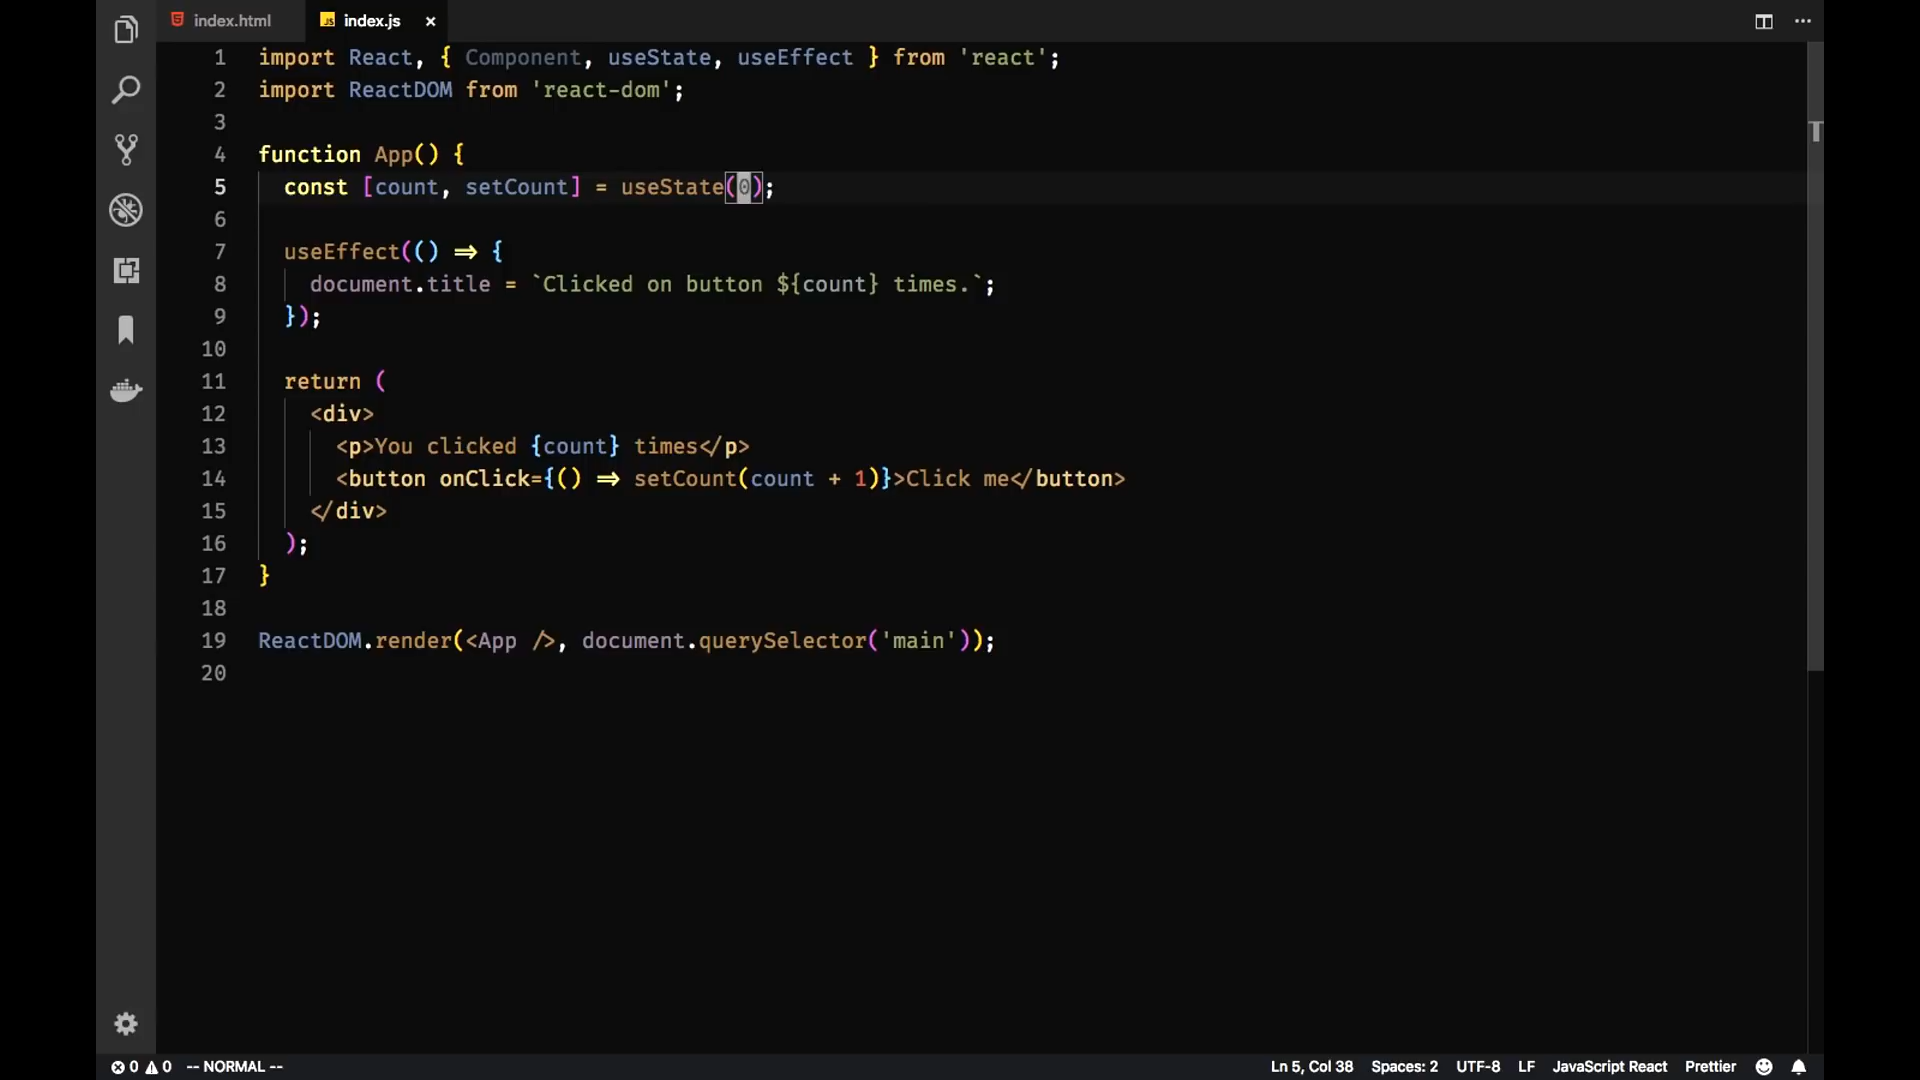 index.html
JS index.js ×
1 import React, { Component, useState, useEffect } from 'react';
2 import ReactDOM from 'react-dom';
3
4 function App() {
5 const [count, setCount] = useState(0);
6
7 useEffect(() => {
8 document.title = `Clicked on button ${count} times.`;
9 });
10
11 return (
12 <div>
13 <p>You clicked {count} times</p>
14 <button onClick={() => setCount(count + 1)}>Click me</button>
15 </div>
16 );
17 }
18
19 ReactDOM.render(<App />, document.querySelector('main'));
20
0 0 -- NORMAL -- Ln 5, Col 38 Spaces: 2 UTF-8 LF JavaScript React Prettier